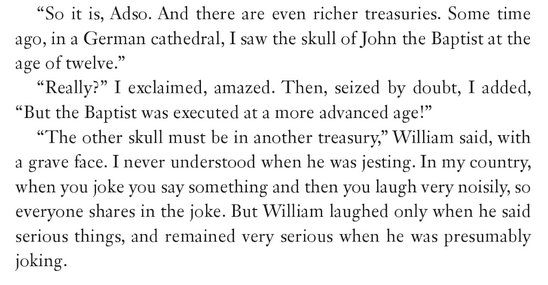 “So it is, Adso. And there are even richer treasuries. Some time
ago, in a German cathedral, I saw the skull of John the Baptist at the
age of twelve.”
“Really?” I exclaimed, amazed. Then, seized by doubt, I added,
“But the Baptist was executed at a more advanced age!”
“The other skull must be in another treasury,” William said, with
a grave face. I never understood when he was jesting. In my country,
when you joke you say something and then you laugh very noisily, so
everyone shares in the joke. But William laughed only when he said
serious things, and remained very serious when he was presumably
joking.